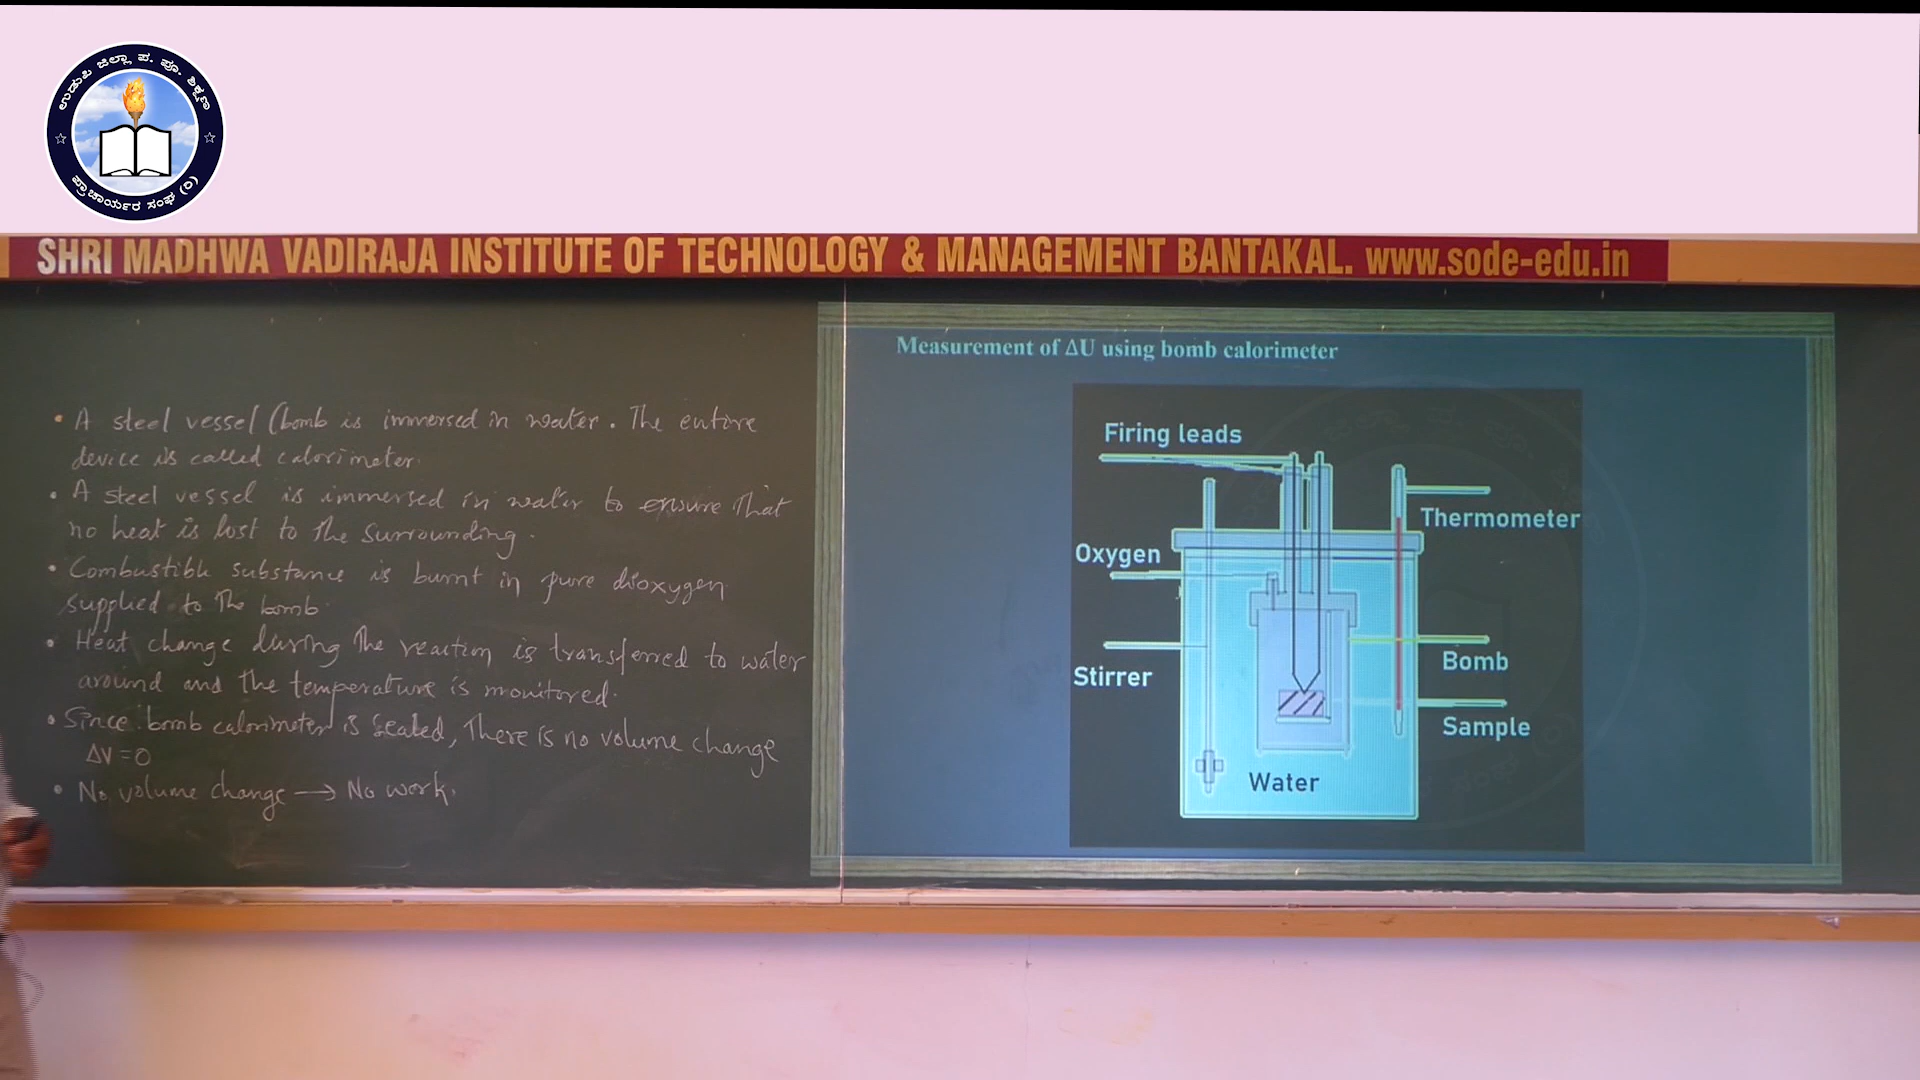 ಉಡುಪಿ ಜಿಲ್ಲಾ ಪ. ಪೂ. ಶಿಕ್ಷಣ
ಪ್ರಾಚಾರ್ಯರ ಸಂಘ (ರಿ)
SHRI MADHWA VADIRAJA INSTITUTE OF TECHNOLOGY & MANAGEMENT BANTAKAL. www.sode-edu.in
• A steel vessel (bomb is immersed in water. The entire
device is called calorimeter.
• A steel vessel is immersed in water to ensure that
no heat is lost to the surrounding.
• Combustible substance is burnt in pure dioxygen
supplied to the bomb
• Heat change during the reaction is transferred to water
around and the temperature is monitored.
• Since bomb calorimeter is sealed, There is no volume change
ΔV = 0
• No volume change → No work.
Measurement of ΔU using bomb calorimeter
Firing leads
Thermometer
Oxygen
Bomb
Stirrer
Sample
Water